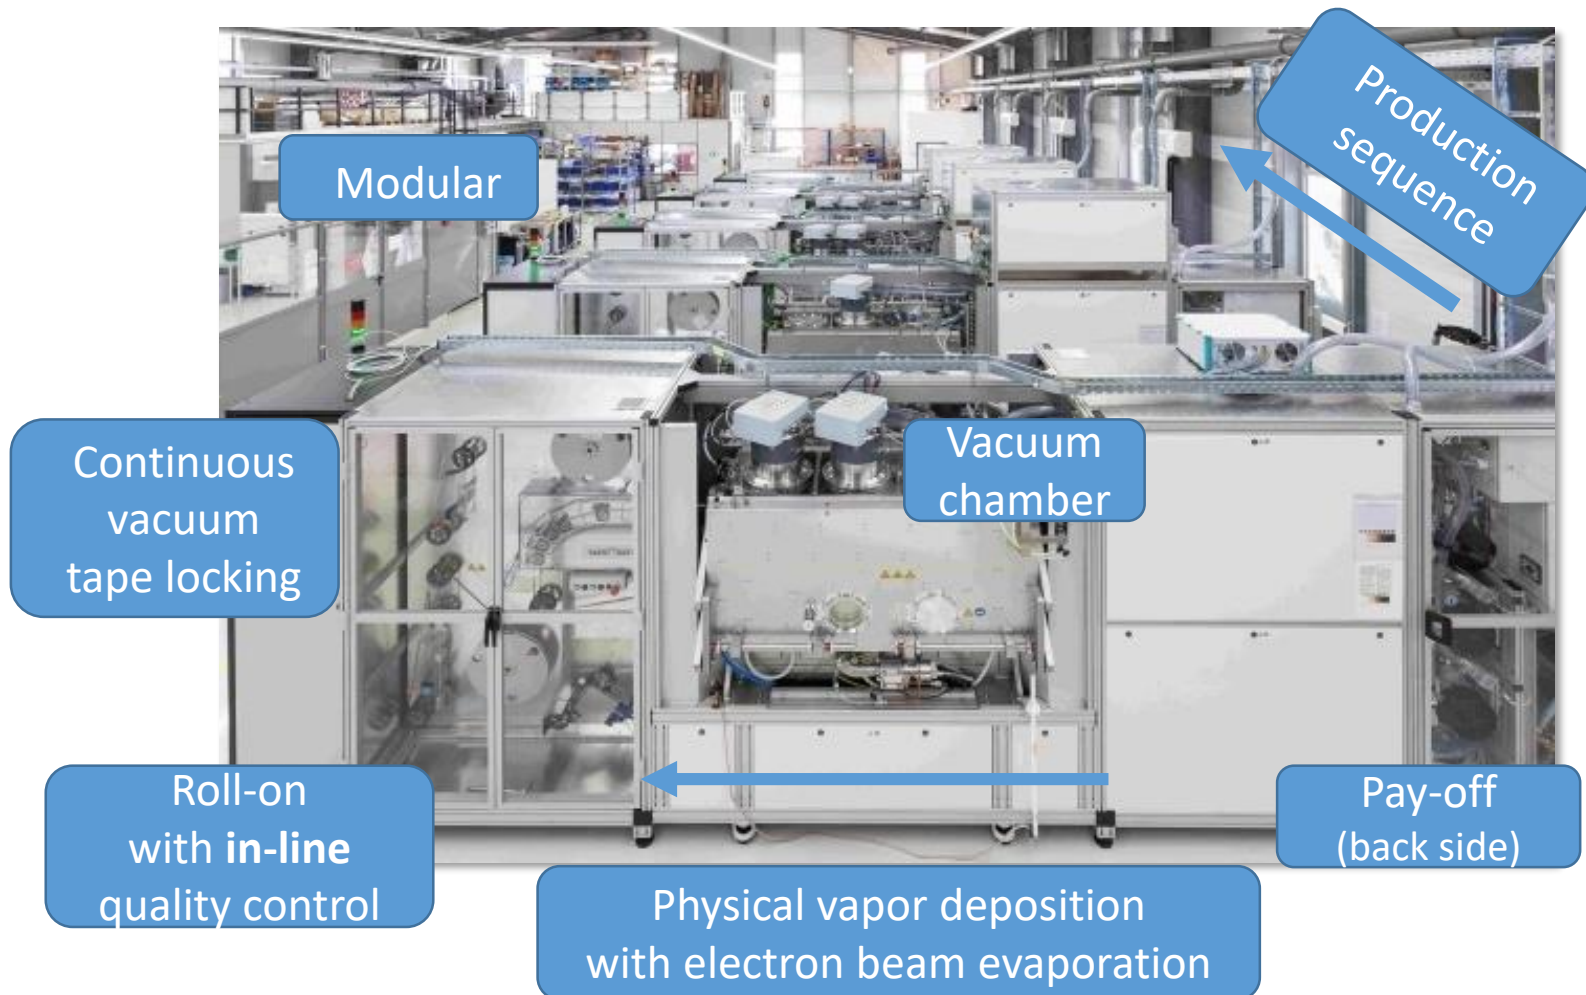 Production
sequence
Modular
Continuous
vacuum
tape locking
Vacuum
chamber
Roll-on
with in-line
quality control
Pay-off
(back side)
Physical vapor deposition
with electron beam evaporation